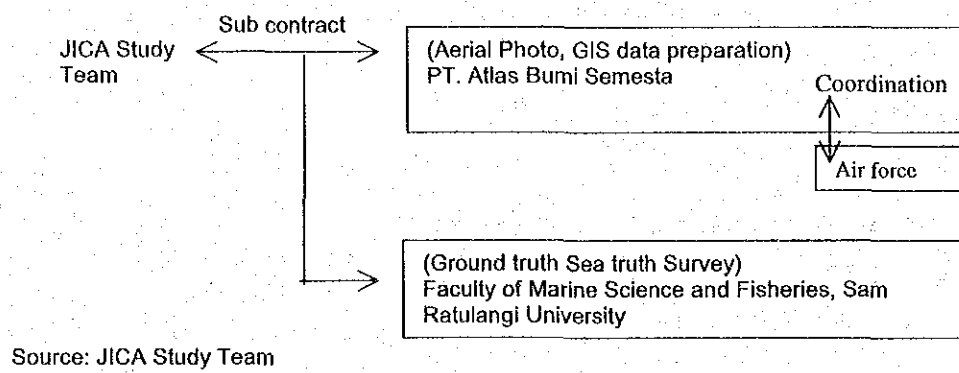 Sub contract
JICA Study
Team
(Aerial Photo, GIS data preparation)
PT. Atlas Bumi Semesta
Coordination
Air force
(Ground truth Sea truth Survey)
Faculty of Marine Science and Fisheries, Sam
Ratulangi University
Source: JICA Study Team